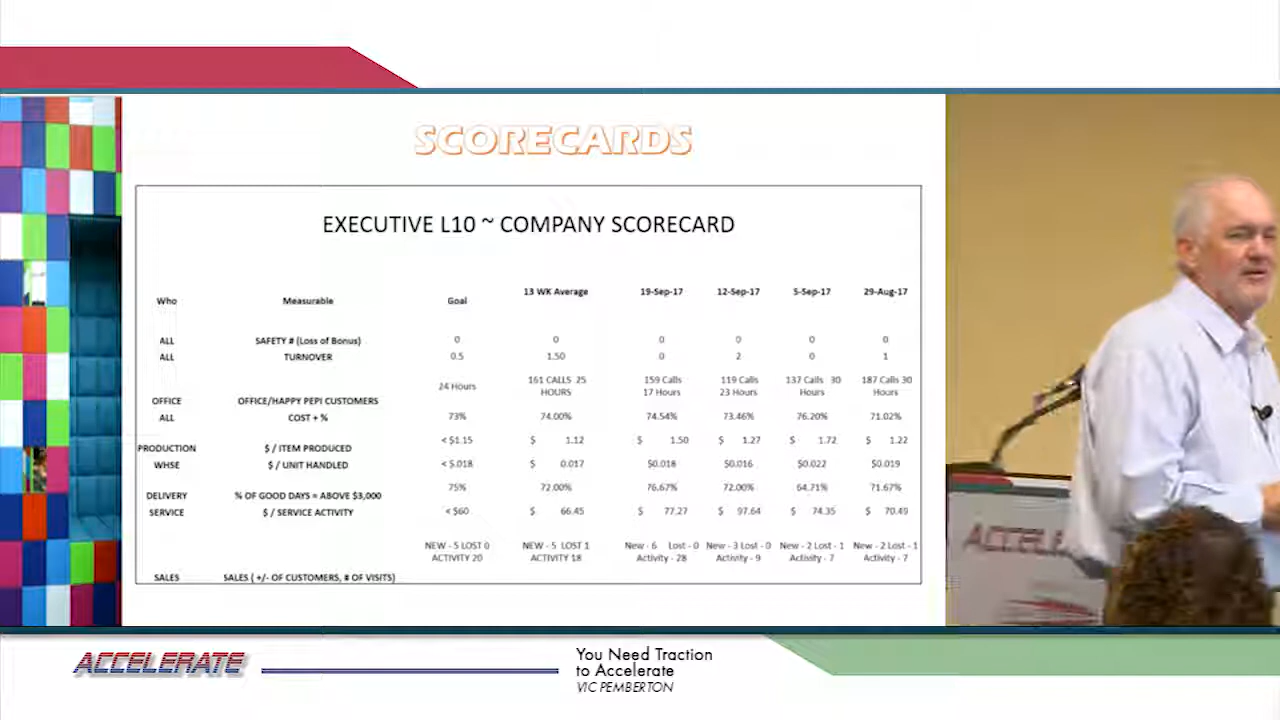 SCORECARDS
EXECUTIVE L10 ~ COMPANY SCORECARD
Who Measurable Goal 13 WK Average 19-Sep-17 12-Sep-17 5-Sep-17 29-Aug-17
ALL SAFETY # (Loss of Bonus) 0 0 0 0 0 0
ALL TURNOVER 0.5 1.50 0 2 0 1
24 Hours 161 CALLS 25 HOURS 159 Calls 17 Hours 119 Calls 23 Hours 137 Calls 30 Hours 187 Calls 30 Hours
OFFICE OFFICE/HAPPY PEPI CUSTOMERS
ALL COST + % 73% 74.00% 74.54% 73.46% 76.20% 71.02%
< $1.15 $ 1.12 $ 1.50 $ 1.27 $ 1.72 $ 1.22
PRODUCTION $ / ITEM PRODUCED
WHSE $ / UNIT HANDLED < $.018 $ 0.017 $0.018 $0.016 $0.022 $0.019
75% 72.00% 76.67% 72.00% 64.71% 71.67%
DELIVERY % OF GOOD DAYS = ABOVE $3,000
SERVICE $ / SERVICE ACTIVITY < $60 $ 66.45 $ 77.27 $ 97.64 $ 74.35 $ 70.49
NEW - 5 LOST 0 NEW - 5 LOST 1 New - 6 Lost - 0 New - 3 Lost - 0 New - 2 Lost - 1 New - 2 Lost - 1
ACTIVITY 20 ACTIVITY 18 Activity - 28 Activity - 9 Activity - 7 Activity - 7
SALES SALES ( +/- OF CUSTOMERS, # OF VISITS)
ACCELERATE
You Need Traction
to Accelerate
VIC PEMBERTON